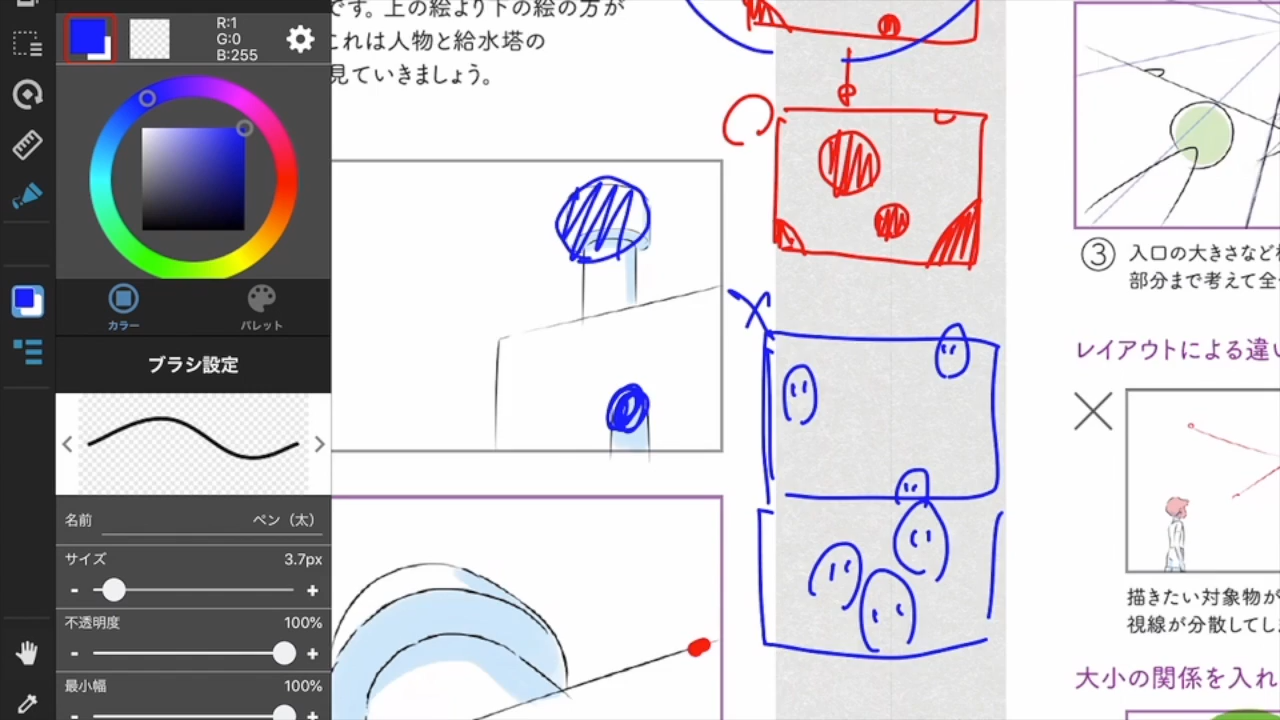 R:1
G:0
B:255
カラー
パレット
ブラシ設定
名前
ペン（太）
サイズ
3.7px
-
+
不透明度
100%
-
+
最小幅
100%
-
+
です。上の絵より下の絵の方が
これは人物と給水塔の
見ていきましょう。
③
入口の大きさなど
部分まで考えて全
レイアウトによる違い
描きたい対象物が
視線が分散してし
大小の関係を入れ